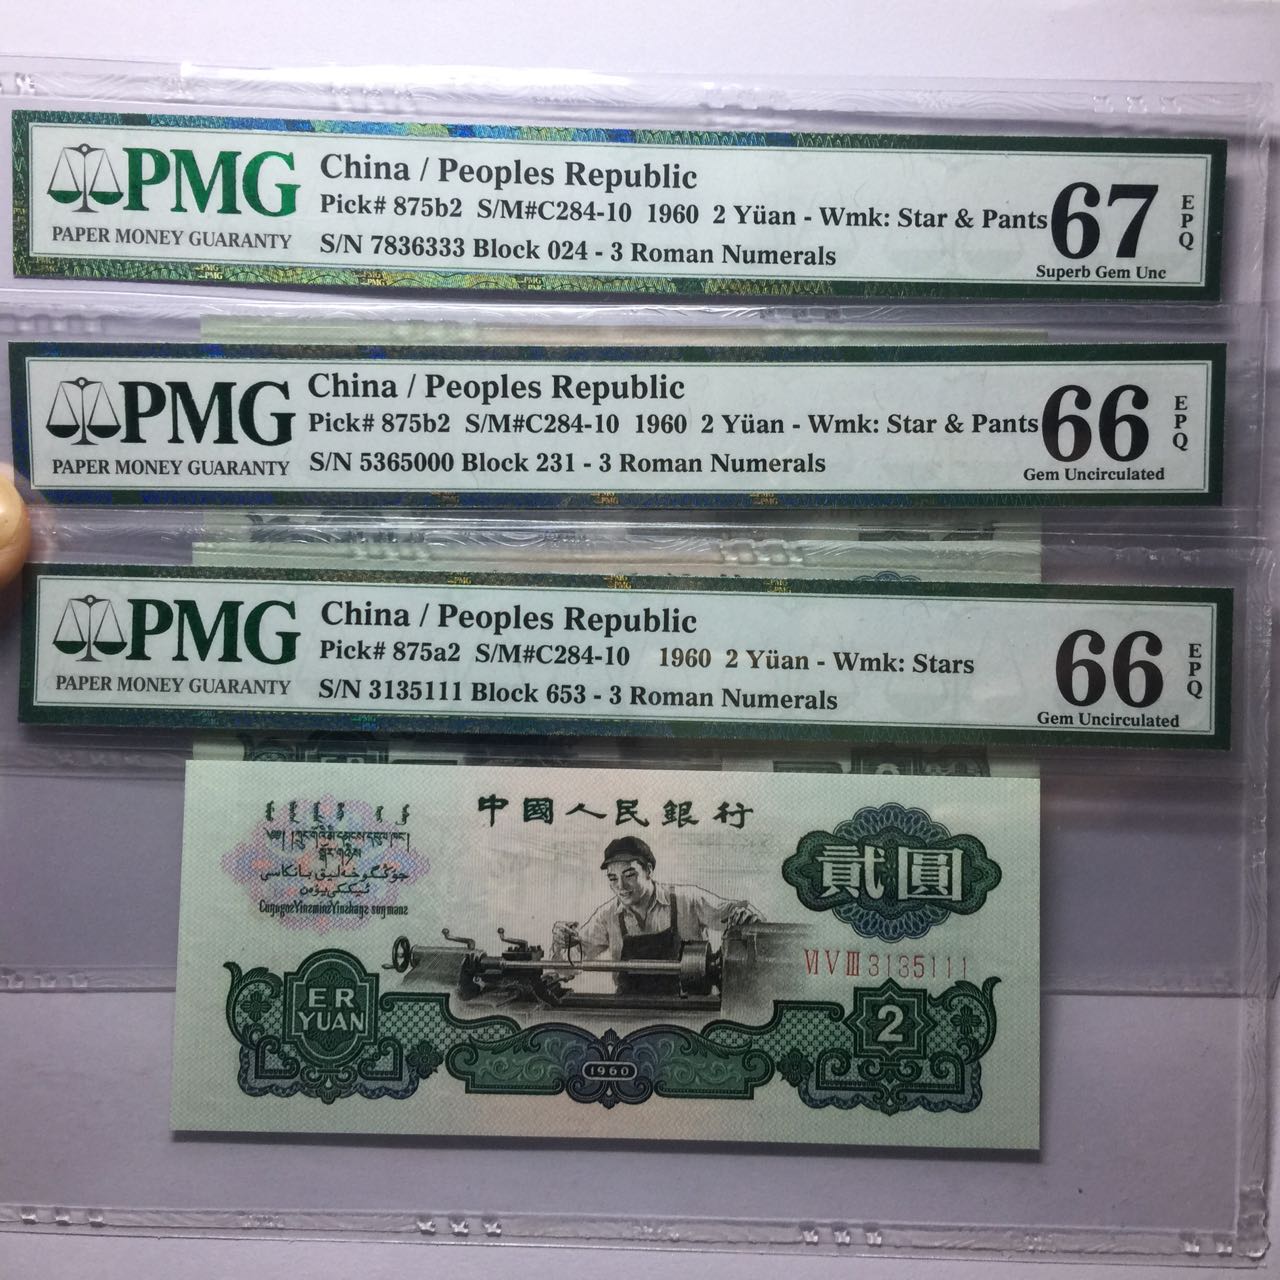 PMG
PAPER MONEY GUARANTY
China / Peoples Republic
Pick# 875b2 S/M#C284-10 1960 2 Yüan - Wmk: Star & Pants
S/N 7836333 Block 024 - 3 Roman Numerals
67
Superb Gem Unc
EPQ
PMG
PAPER MONEY GUARANTY
China / Peoples Republic
Pick# 875b2 S/M#C284-10 1960 2 Yüan - Wmk: Star & Pants
S/N 5365000 Block 231 - 3 Roman Numerals
66
Gem Uncirculated
EPQ
PMG
PAPER MONEY GUARANTY
China / Peoples Republic
Pick# 875a2 S/M#C284-10 1960 2 Yüan - Wmk: Stars
S/N 3135111 Block 653 - 3 Roman Numerals
66
Gem Uncirculated
EPQ
中國人民銀行
貳圓
VI V III 3135111
ER
YUAN
2
1960